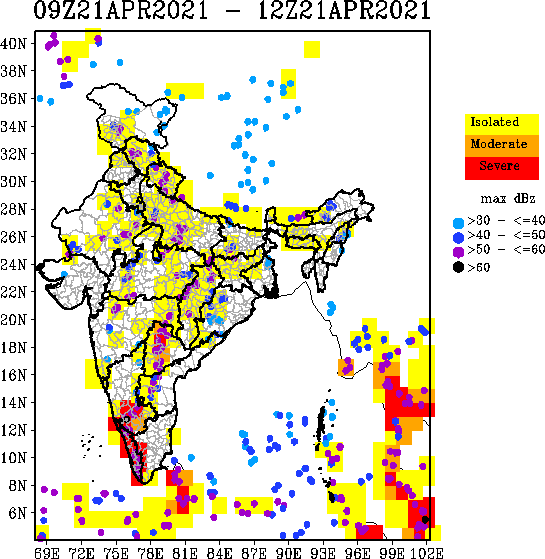 09Z21APR2021 - 12Z21APR2021
40N
38N
36N
34N
32N
30N
28N
26N
24N
22N
20N
18N
16N
14N
12N
10N
8N
6N
69E 72E 75E 78E 81E 84E 87E 90E 93E 96E 99E 102E
Isolated
Moderate
Severe
max dBz
>30 - <=40
>40 - <=50
>50 - <=60
>60